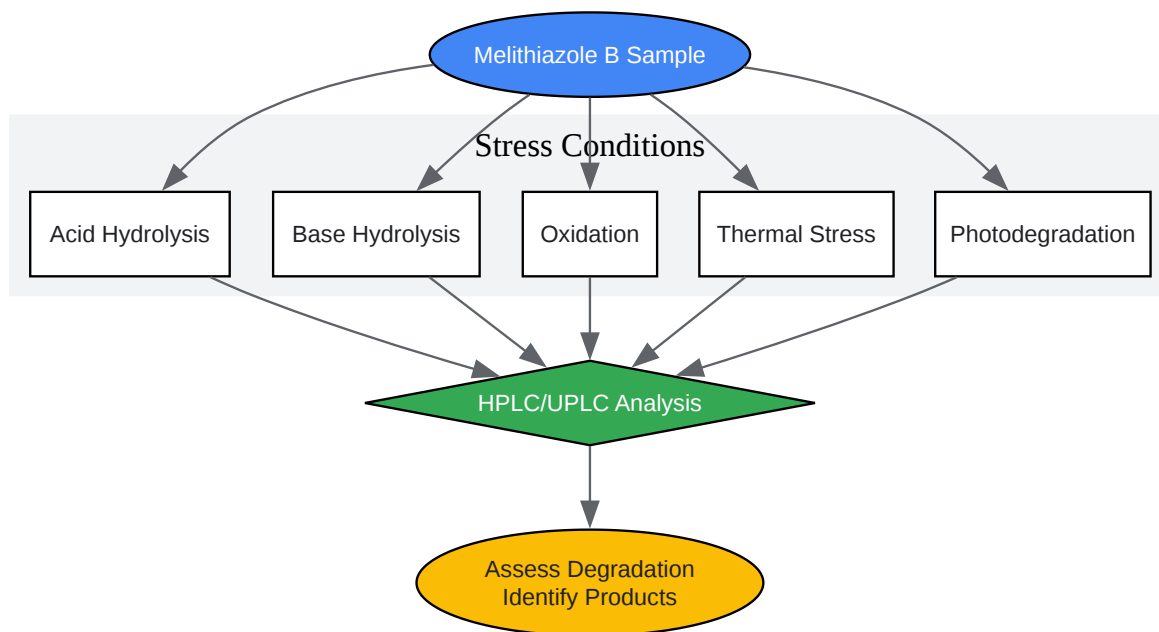 Melithiazole B Sample
Stress Conditions
Acid Hydrolysis
Base Hydrolysis
Oxidation
Thermal Stress
Photodegradation
HPLC/UPLC Analysis
Assess Degradation
Identify Products